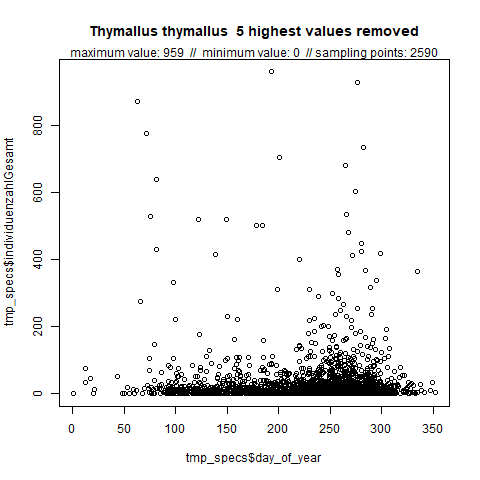 Thymallus thymallus  5 highest values removed
maximum value: 959  //  minimum value: 0  // sampling points: 2590
tmp_specs$individuenzahlGesamt
800
600
400
200
0
0 50 100 150 200 250 300 350
tmp_specs$day_of_year